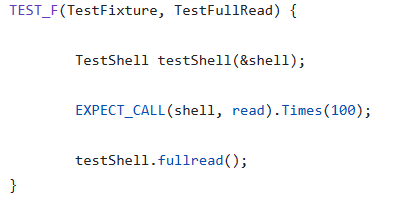 TEST_F(TestFixture, TestFullRead) {
TestShell testShell(&shell);
EXPECT_CALL(shell, read).Times(100);
testShell.fullread();
}